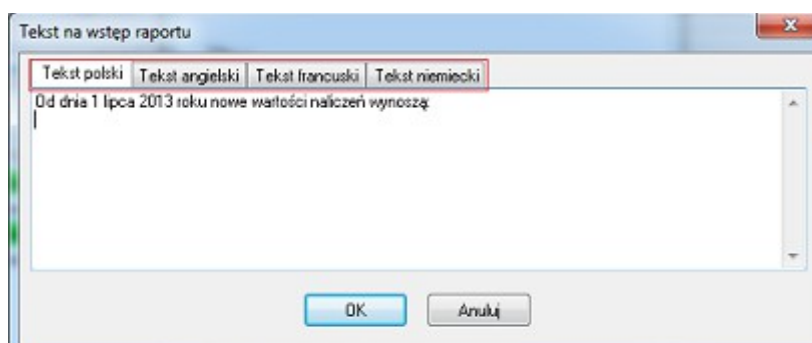 Tekst na wstęp raportu
Tekst polski Tekst angielski Tekst francuski Tekst niemiecki
Od dnia 1 lipca 2013 roku nowe wartości naliczeń wynoszą:
OK Anuluj